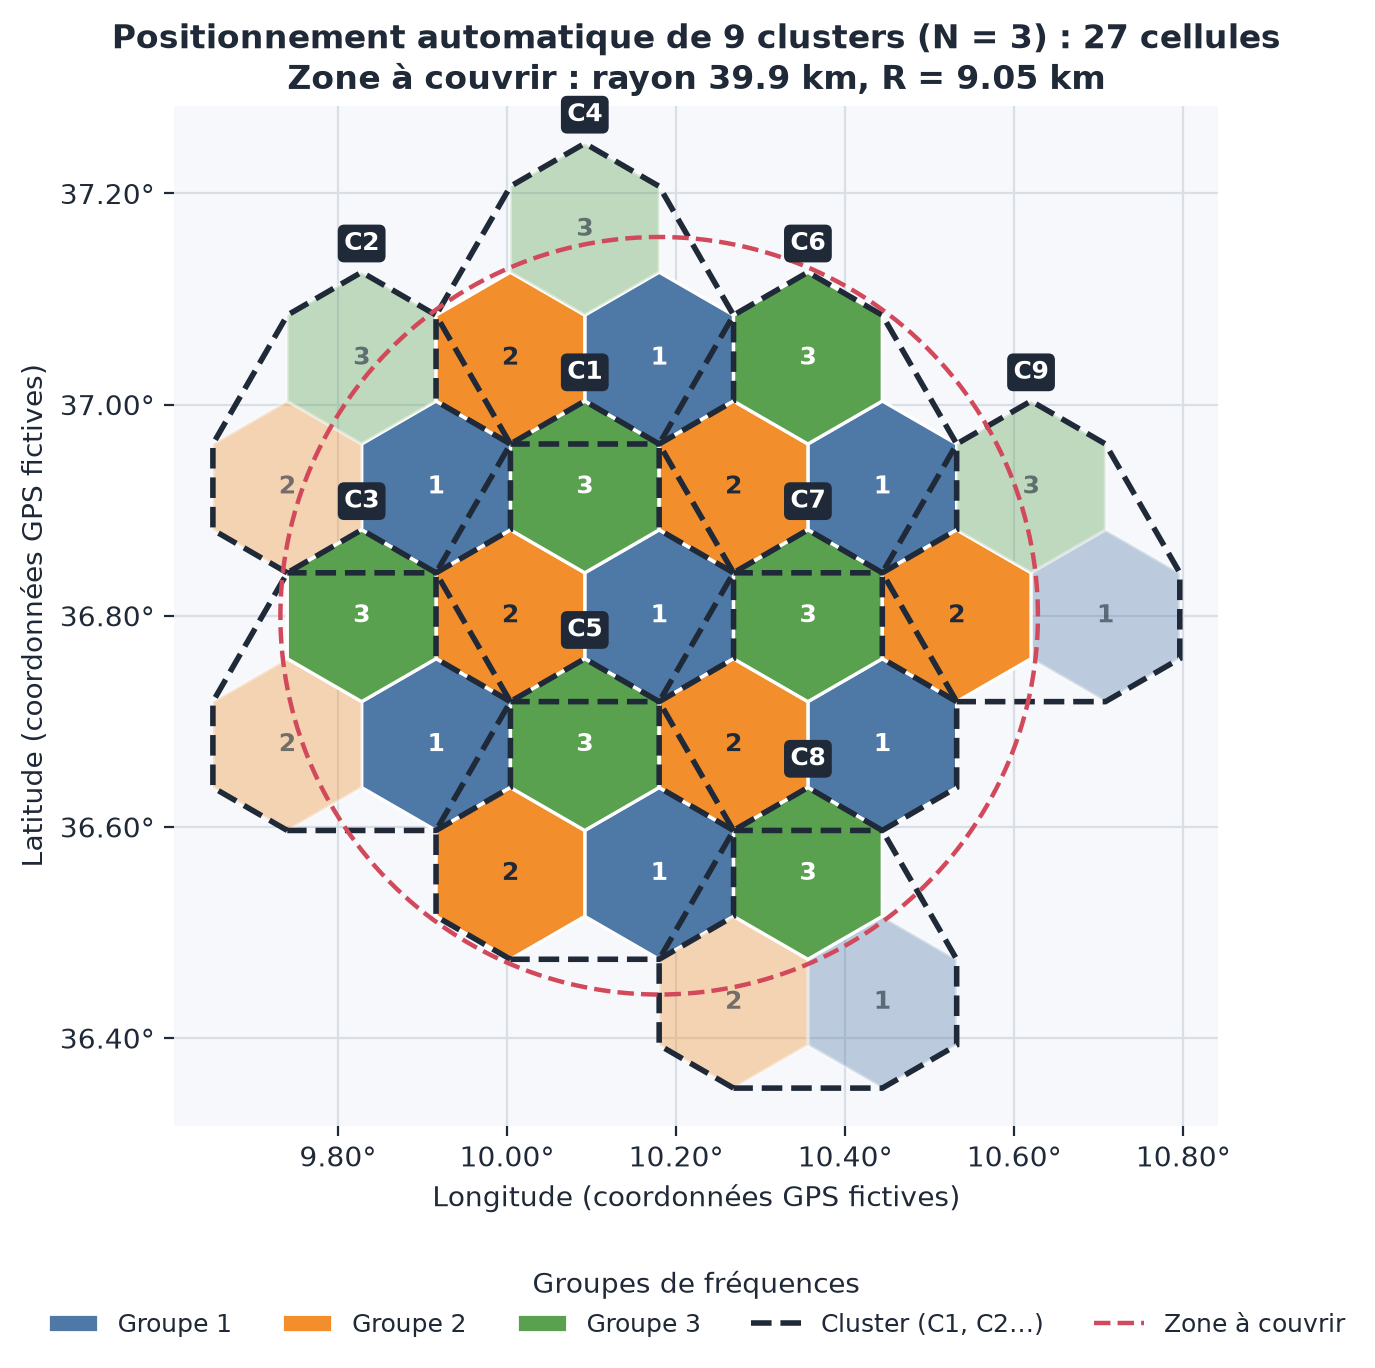 Positionnement automatique de 9 clusters (N = 3) : 27 cellules
Zone à couvrir : rayon 39.9 km, R = 9.05 km
C4
37.20°
3
C2
C6
3
2
1
3
C1
C9
37.00°
2
1
3
2
1
3
C3
C7
36.80°
3
2
1
3
2
1
C5
2
1
3
2
1
C8
36.60°
2
1
3
2
1
36.40°
9.80°
10.00°
10.20°
10.40°
10.60°
10.80°
Latitude (coordonnées GPS fictives)
Longitude (coordonnées GPS fictives)
Groupes de fréquences
Groupe 1
Groupe 2
Groupe 3
Cluster (C1, C2...)
Zone à couvrir